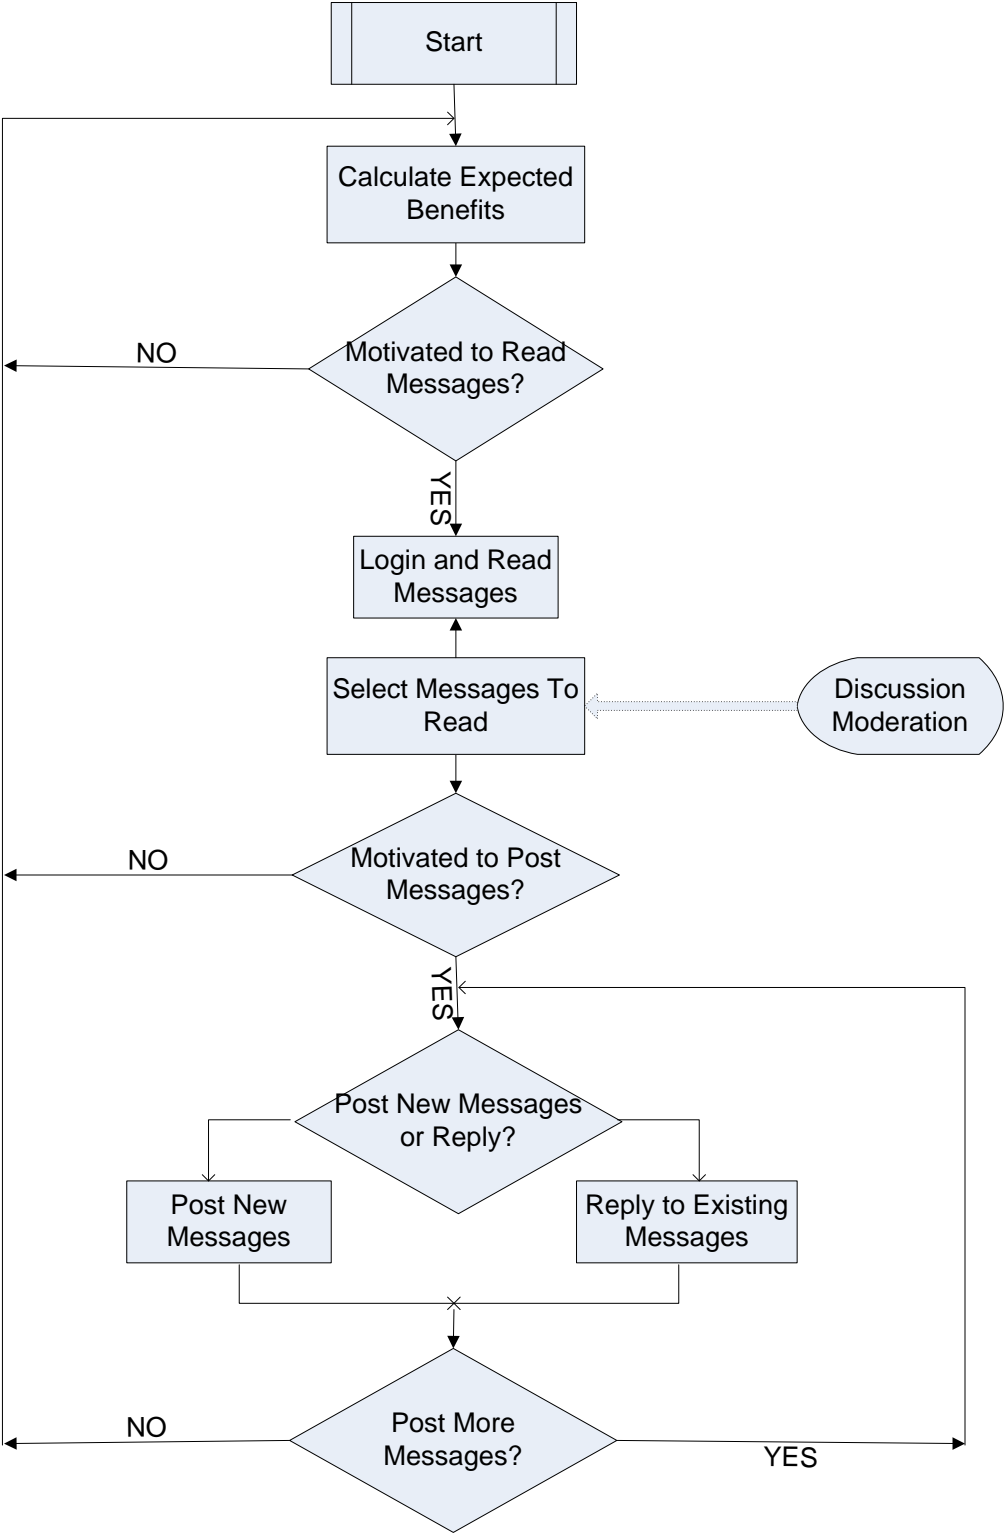 Start
Calculate Expected
Benefits
Motivated to Read
Messages?
NO
YES
Login and Read
Messages
Select Messages To
Read
Discussion
Moderation
Motivated to Post
Messages?
NO
YES
Post New Messages
or Reply?
Post New
Messages
Reply to Existing
Messages
Post More
Messages?
NO
YES